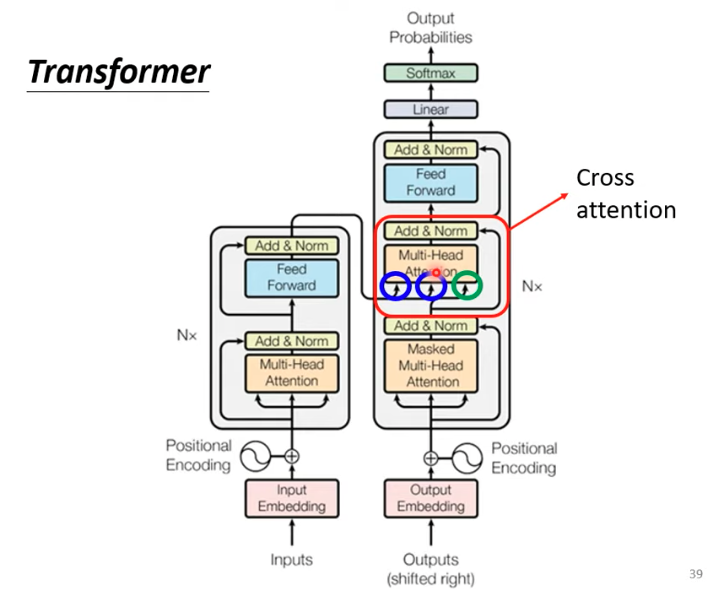 Transformer
Output
Probabilities
Softmax
Linear
Add & Norm
Feed
Forward
Add & Norm
Multi-Head
Attention
Cross
attention
Nx
Add & Norm
Masked
Multi-Head
Attention
Positional
Encoding
Output
Embedding
Outputs
(shifted right)
Add & Norm
Feed
Forward
Nx
Add & Norm
Multi-Head
Attention
Positional
Encoding
Input
Embedding
Inputs
39